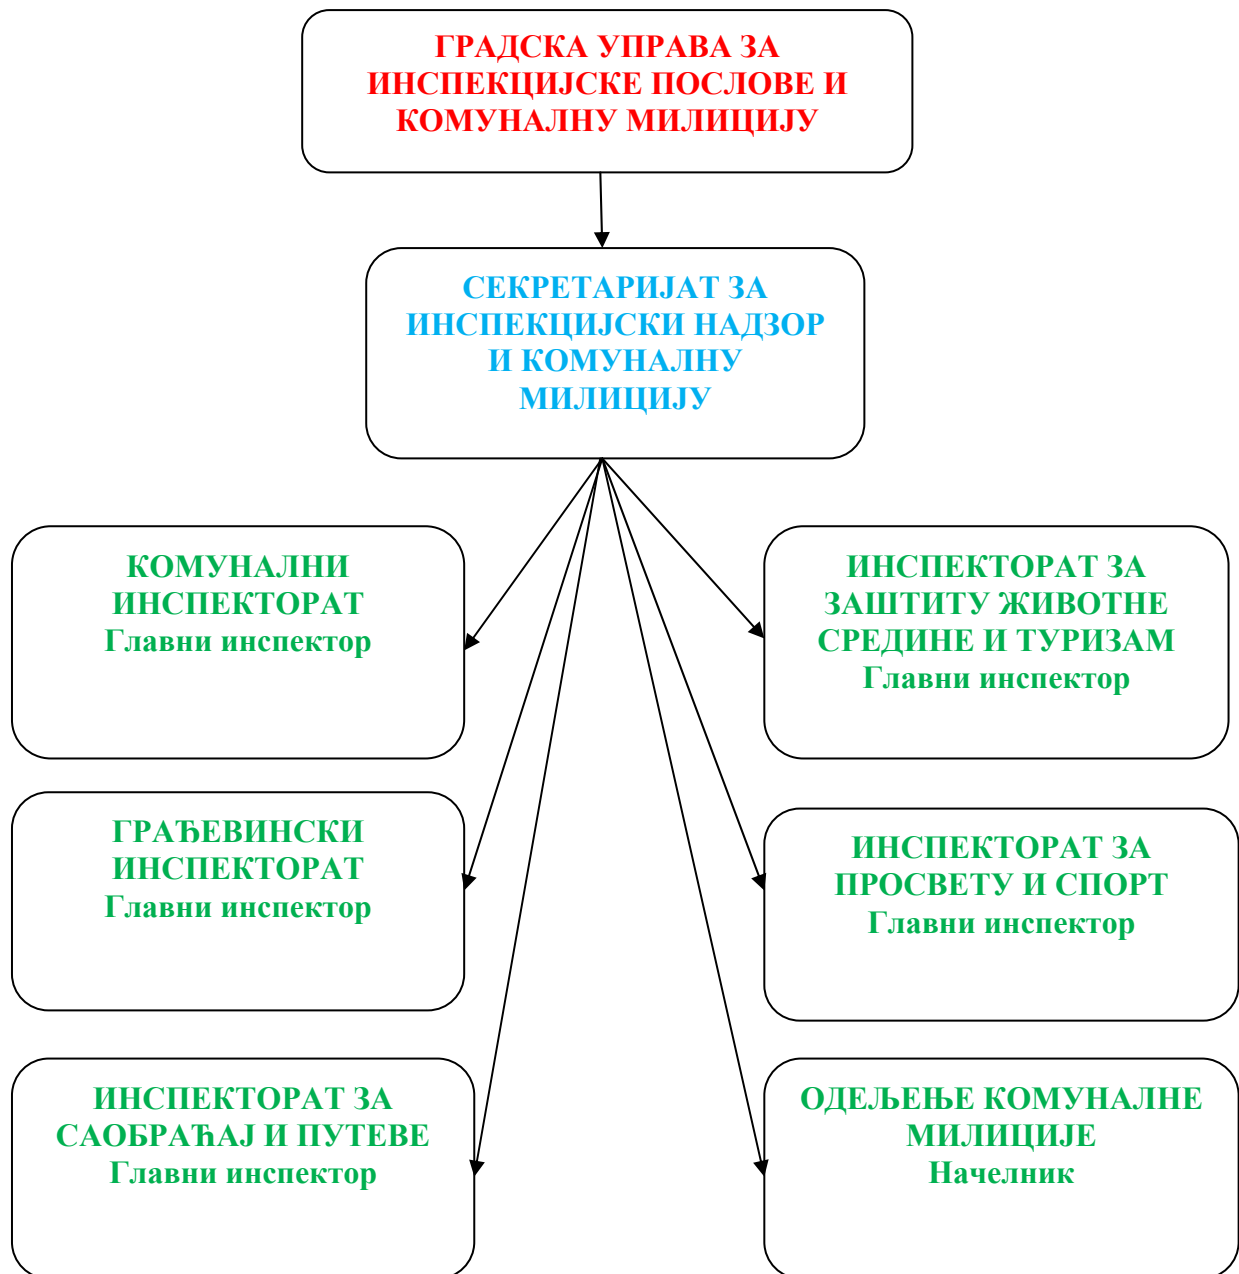 ГРАДСКА УПРАВА ЗА
ИНСПЕКЦИЈСКЕ ПОСЛОВЕ И
КОМУНАЛНУ МИЛИЦИЈУ
СЕКРЕТАРИЈАТ ЗА
ИНСПЕКЦИЈСКИ НАДЗОР
И КОМУНАЛНУ
МИЛИЦИЈУ
КОМУНАЛНИ
ИНСПЕКТОРАТ
Главни инспектор
ИНСПЕКТОРАТ ЗА
ЗАШТИТУ ЖИВОТНЕ
СРЕДИНЕ И ТУРИЗАМ
Главни инспектор
ГРАЂЕВИНСКИ
ИНСПЕКТОРАТ
Главни инспектор
ИНСПЕКТОРАТ ЗА
ПРОСВЕТУ И СПОРТ
Главни инспектор
ИНСПЕКТОРАТ ЗА
САОБРАЋАЈ И ПУТЕВЕ
Главни инспектор
ОДЕЉЕЊЕ КОМУНАЛНЕ
МИЛИЦИЈЕ
Начелник